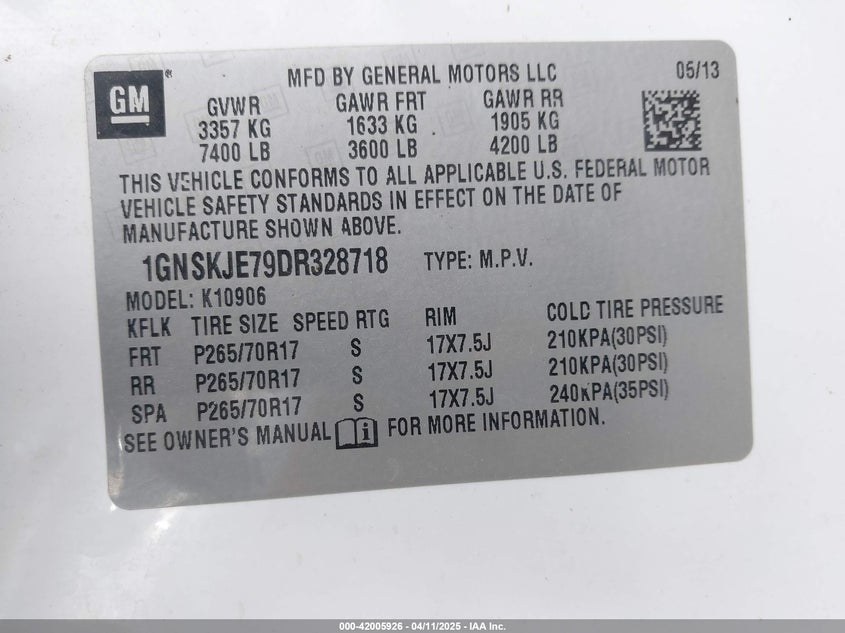 GM ®
MFD BY GENERAL MOTORS LLC 05/13
GVWR GAWR FRT GAWR RR
3357 KG 1633 KG 1905 KG
7400 LB 3600 LB 4200 LB
THIS VEHICLE CONFORMS TO ALL APPLICABLE U.S. FEDERAL MOTOR
VEHICLE SAFETY STANDARDS IN EFFECT ON THE DATE OF
MANUFACTURE SHOWN ABOVE.
1GNSKJE79DR328718 TYPE: M.P.V.
MODEL: K10906
KFLK TIRE SIZE SPEED RTG RIM COLD TIRE PRESSURE
FRT P265/70R17 S 17X7.5J 210KPA(30PSI)
RR P265/70R17 S 17X7.5J 210KPA(30PSI)
SPA P265/70R17 S 17X7.5J 240KPA(35PSI)
SEE OWNER'S MANUAL i FOR MORE INFORMATION.
000-42005926 - 04/11/2025 - IAA Inc.